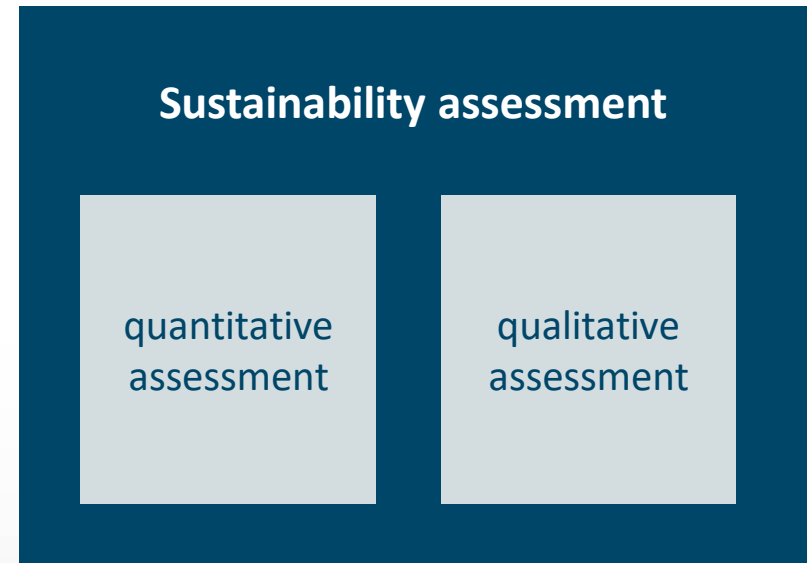 Sustainability assessment
quantitative
assessment
qualitative
assessment